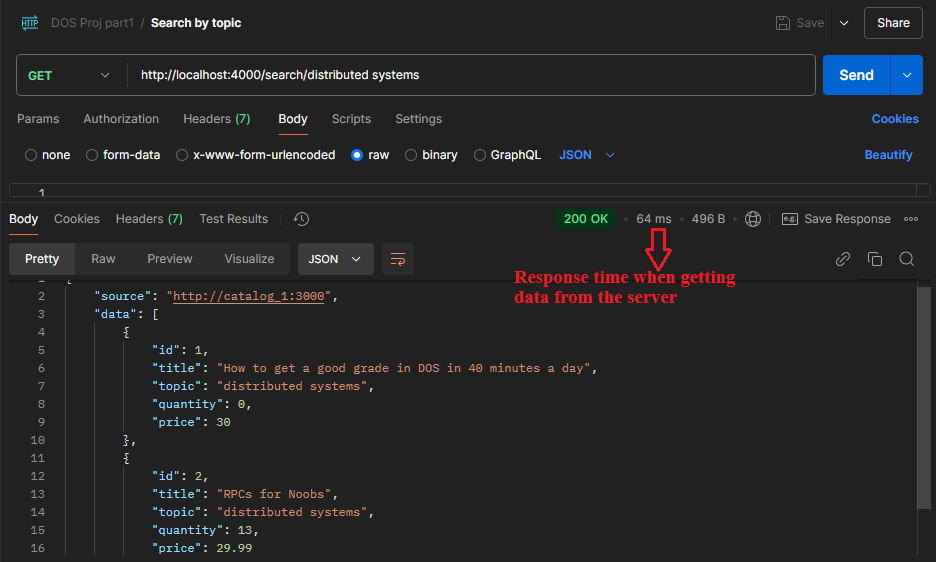 HTTP DOS Proj part1 / Search by topic Save Share
GET http://localhost:4000/search/distributed systems Send
Params Authorization Headers (7) Body Scripts Settings Cookies
none form-data x-www-form-urlencoded raw binary GraphQL JSON Beautify
1
Body Cookies Headers (7) Test Results 200 OK • 64 ms • 496 B • e.g. Save Response
Pretty Raw Preview Visualize JSON
Response time when getting
data from the server
1 {
2 "source": "http://catalog_1:3000",
3 "data": [
4 {
5 "id": 1,
6 "title": "How to get a good grade in DOS in 40 minutes a day",
7 "topic": "distributed systems",
8 "quantity": 0,
9 "price": 30
10 },
11 {
12 "id": 2,
13 "title": "RPCs for Noobs",
14 "topic": "distributed systems",
15 "quantity": 13,
16 "price": 29.99